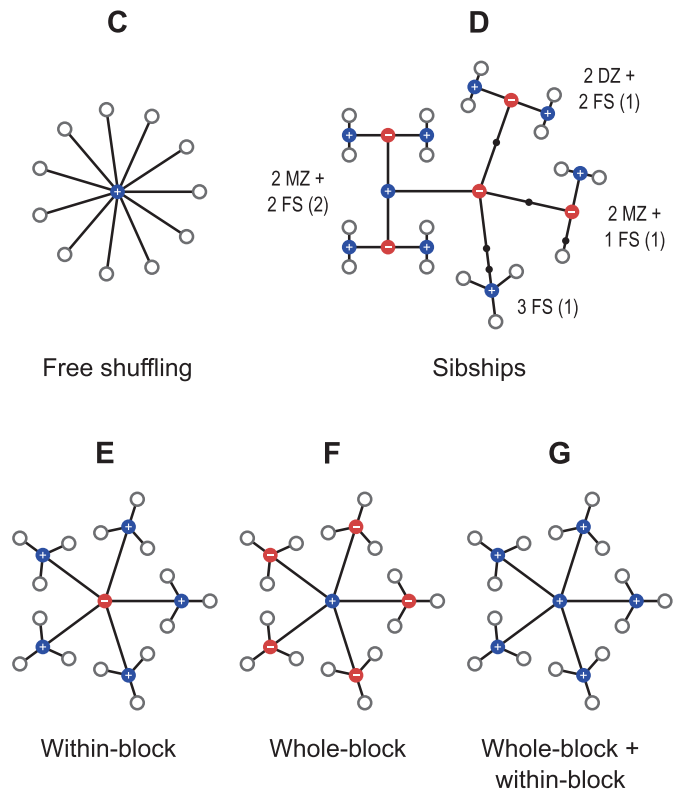 C
D
2 DZ +
2 FS (1)
2 MZ +
2 FS (2)
2 MZ +
1 FS (1)
3 FS (1)
Free shuffling
Sibships
E
F
G
Within-block
Whole-block
Whole-block +
within-block